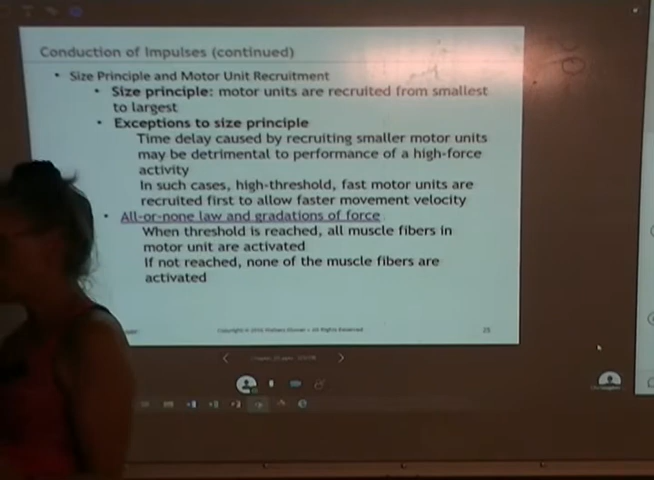 Conduction of Impulses (continued)
• Size Principle and Motor Unit Recruitment
• Size principle: motor units are recruited from smallest
to largest
• Exceptions to size principle
Time delay caused by recruiting smaller motor units
may be detrimental to performance of a high-force
activity
In such cases, high-threshold, fast motor units are
recruited first to allow faster movement velocity
• All-or-none law and gradations of force
When threshold is reached, all muscle fibers in
motor unit are activated
If not reached, none of the muscle fibers are
activated